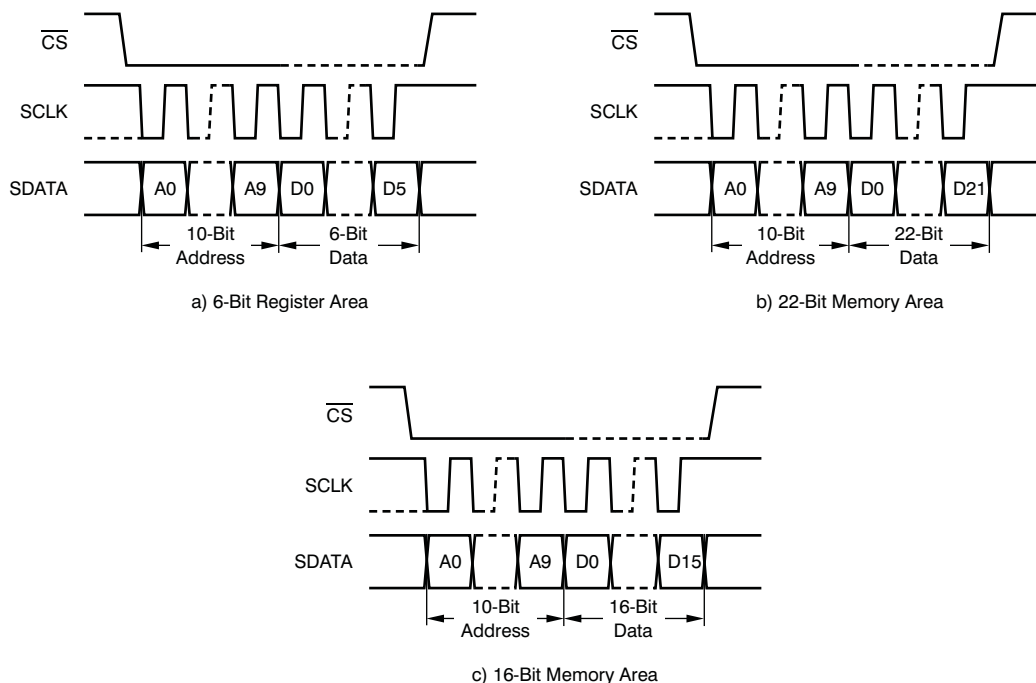 CS
SCLK
SDATA
A0 A9 D0 D5
10-Bit Address
6-Bit Data
a) 6-Bit Register Area
CS
SCLK
SDATA
A0 A9 D0 D21
10-Bit Address
22-Bit Data
b) 22-Bit Memory Area
CS
SCLK
SDATA
A0 A9 D0 D15
10-Bit Address
16-Bit Data
c) 16-Bit Memory Area